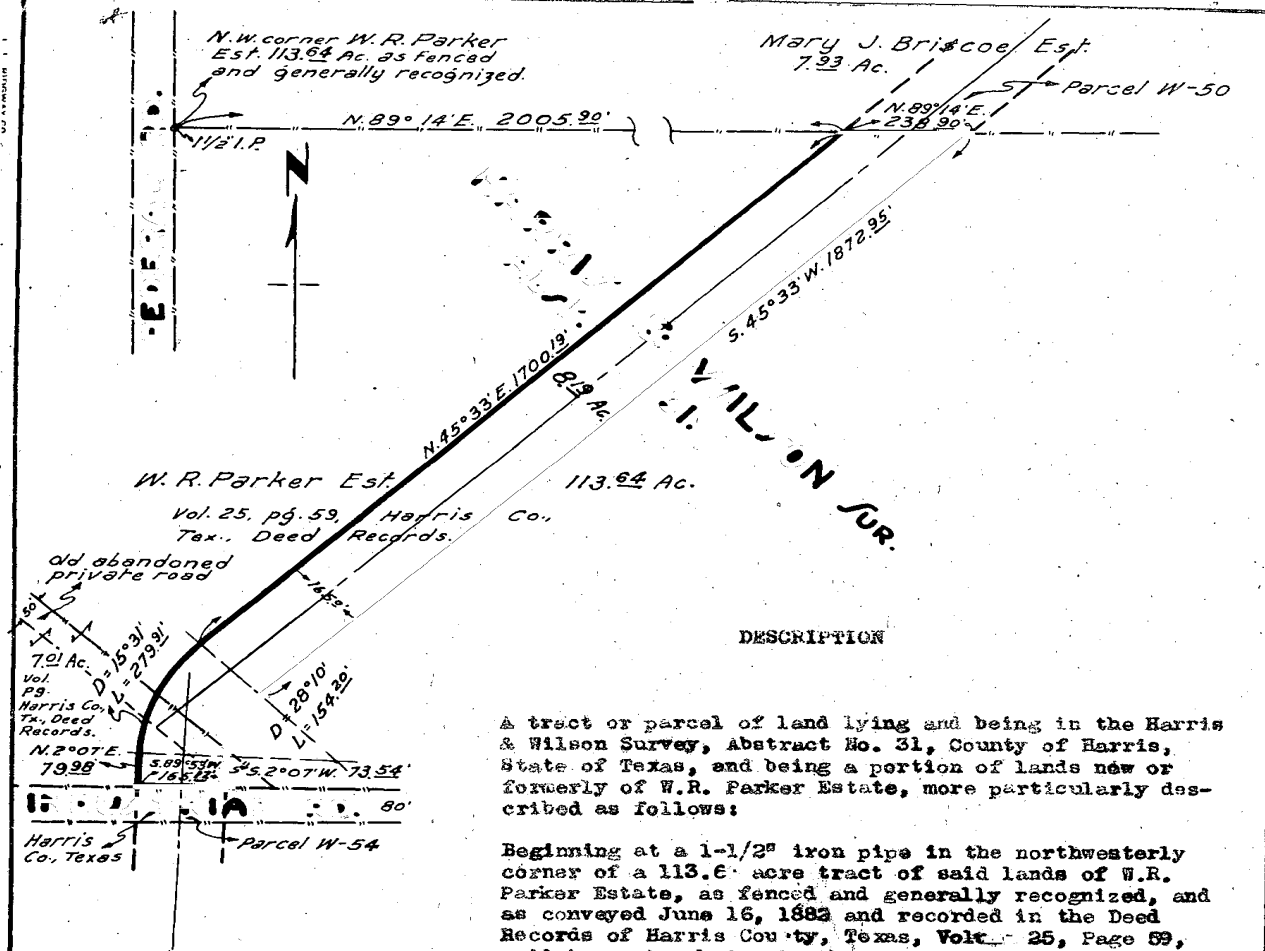 N.W. corner W.R. Parker
Est. 113.64 Ac. as fenced
and generally recognized.
Mary J. Briscoe Est.
7.93 Ac.
Parcel W-50
N.89°14'E. 2005.90'
N.89°14'E.
238.90'
1 1/2" I.P.
N
S.45°33'W. 1872.95'
N.45°33'E. 1700.19'
8.19 Ac.
WILSON SUR.
W.R. Parker Est.
113.64 Ac.
Vol. 25, pg. 59, Harris Co.,
Tex., Deed Records.
old abandoned
private road
165.0'
50'
D=15°31'
L=279.91'
7.01 Ac.
Vol.
Pg.
Harris Co.,
Tx., Deed
Records.
D=28°10'
L=154.20'
N.2°07'E.
79.98
S.89°53'W.
S.2°07'W. 73.54'
80'
Harris
Co., Texas
Parcel W-54
DESCRIPTION
A tract or parcel of land lying and being in the Harris
& Wilson Survey, Abstract No. 31, County of Harris,
State of Texas, and being a portion of lands now or
formerly of W.R. Parker Estate, more particularly des-
cribed as follows:
Beginning at a 1-1/2" iron pipe in the northwesterly
corner of a 113.6 acre tract of said lands of W.R.
Parker Estate, as fenced and generally recognized, and
as conveyed June 16, 1882 and recorded in the Deed
Records of Harris County, Texas, Vol. 25, Page 59,